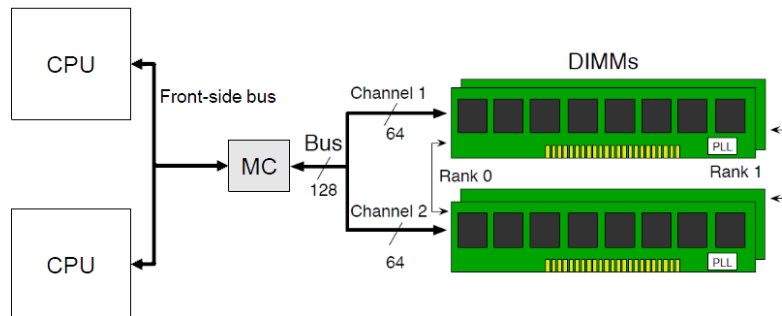 CPU
Front-side bus
MC
Bus
128
CPU
Channel 1
64
Channel 2
64
DIMMs
PLL
Rank 0
Rank 1
PLL